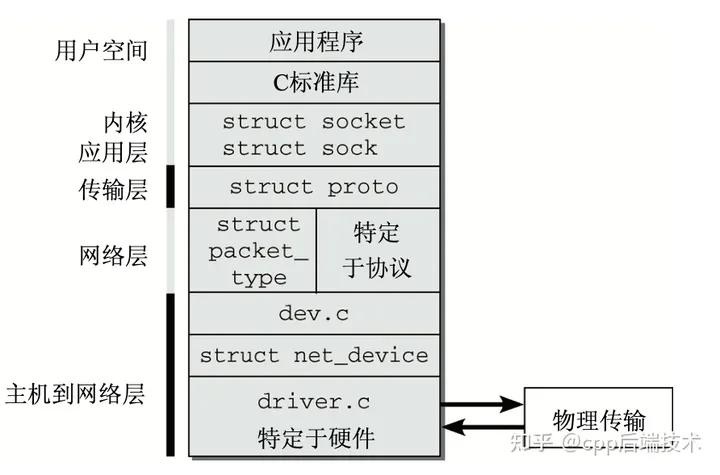 用户空间
应用程序
C标准库
内核
应用层
struct socket
struct sock
传输层
struct proto
网络层
struct
packet_
type
特定
于协议
dev.c
struct net_device
主机到网络层
driver.c
特定于硬件
物理传输
知乎 @cpp后端技术